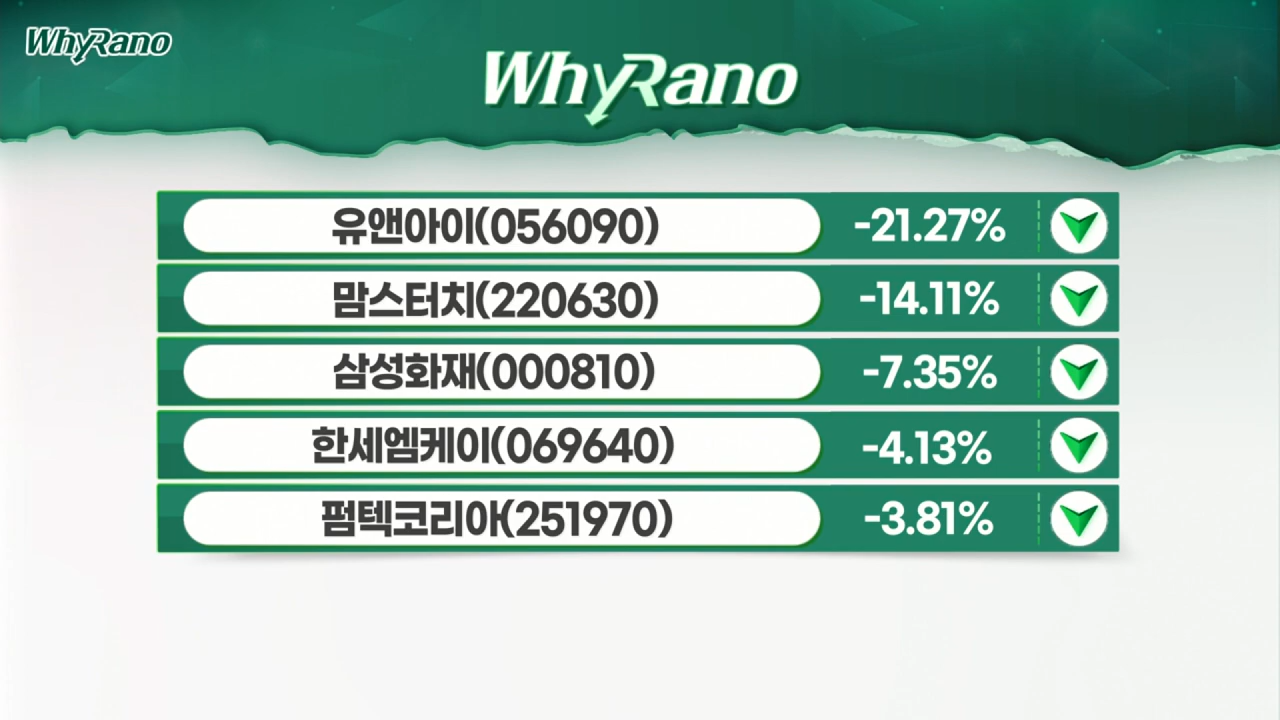 WhyRano
WhyRano
유앤아이(056090) -21.27%
맘스터치(220630) -14.11%
삼성화재(000810) -7.35%
한세엠케이(069640) -4.13%
펌텍코리아(251970) -3.81%